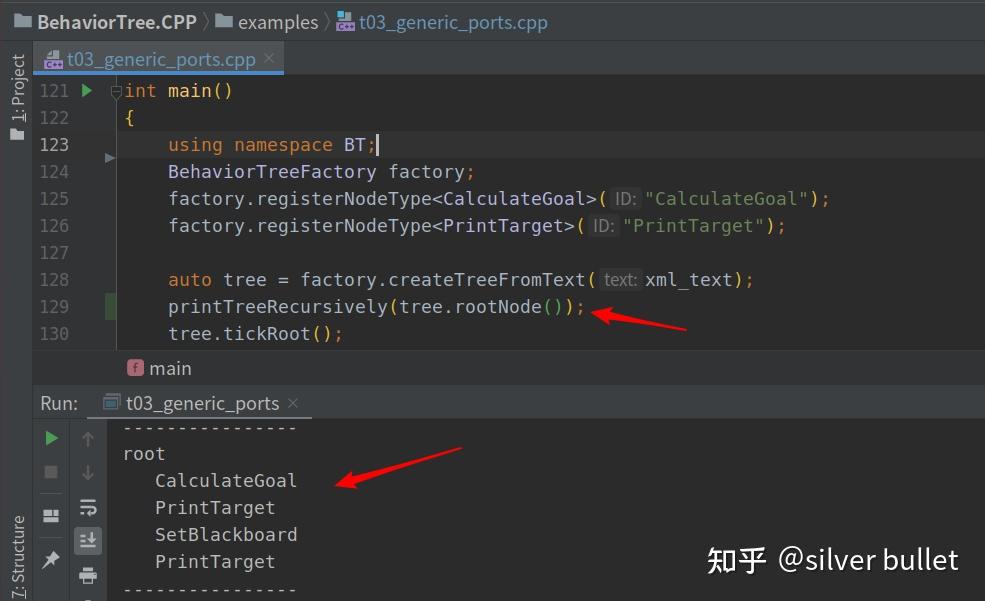 BehaviorTree.CPP 〉 examples 〉 t03_generic_ports.cpp
1: Project
t03_generic_ports.cpp ×
121 int main()
122 {
123 using namespace BT;
124 BehaviorTreeFactory factory;
125 factory.registerNodeType<CalculateGoal>( ID: "CalculateGoal");
126 factory.registerNodeType<PrintTarget>( ID: "PrintTarget");
127
128 auto tree = factory.createTreeFromText( text: xml_text);
129 printTreeRecursively(tree.rootNode());
130 tree.tickRoot();
f main
Run: t03_generic_ports ×
----------------
root
CalculateGoal
PrintTarget
SetBlackboard
PrintTarget
----------------
7: Structure
知乎 @silver bullet